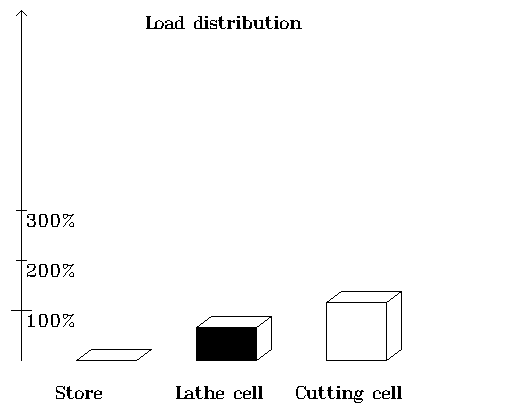 Load distribution
300%
200%
100%
Store Lathe cell Cutting cell